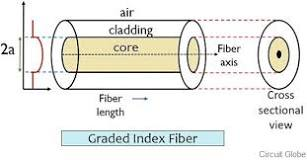 air
cladding
2a
core
Fiber
axis
Fiber
length
Cross
sectional
view
Graded Index Fiber
Circuit Globe